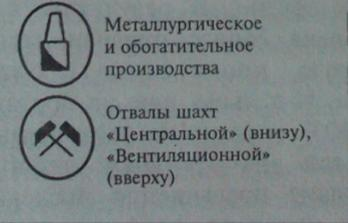 Металлургическое
и обогатительное
производства
Отвалы шахт
«Центральной» (внизу),
«Вентиляционной»
(вверху)